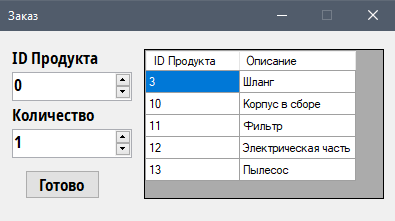 Заказ
ID Продукта
0
Количество
1
Готово
ID Продукта Описание
3 Шланг
10 Корпус в сборе
11 Фильтр
12 Электрическая часть
13 Пылесос